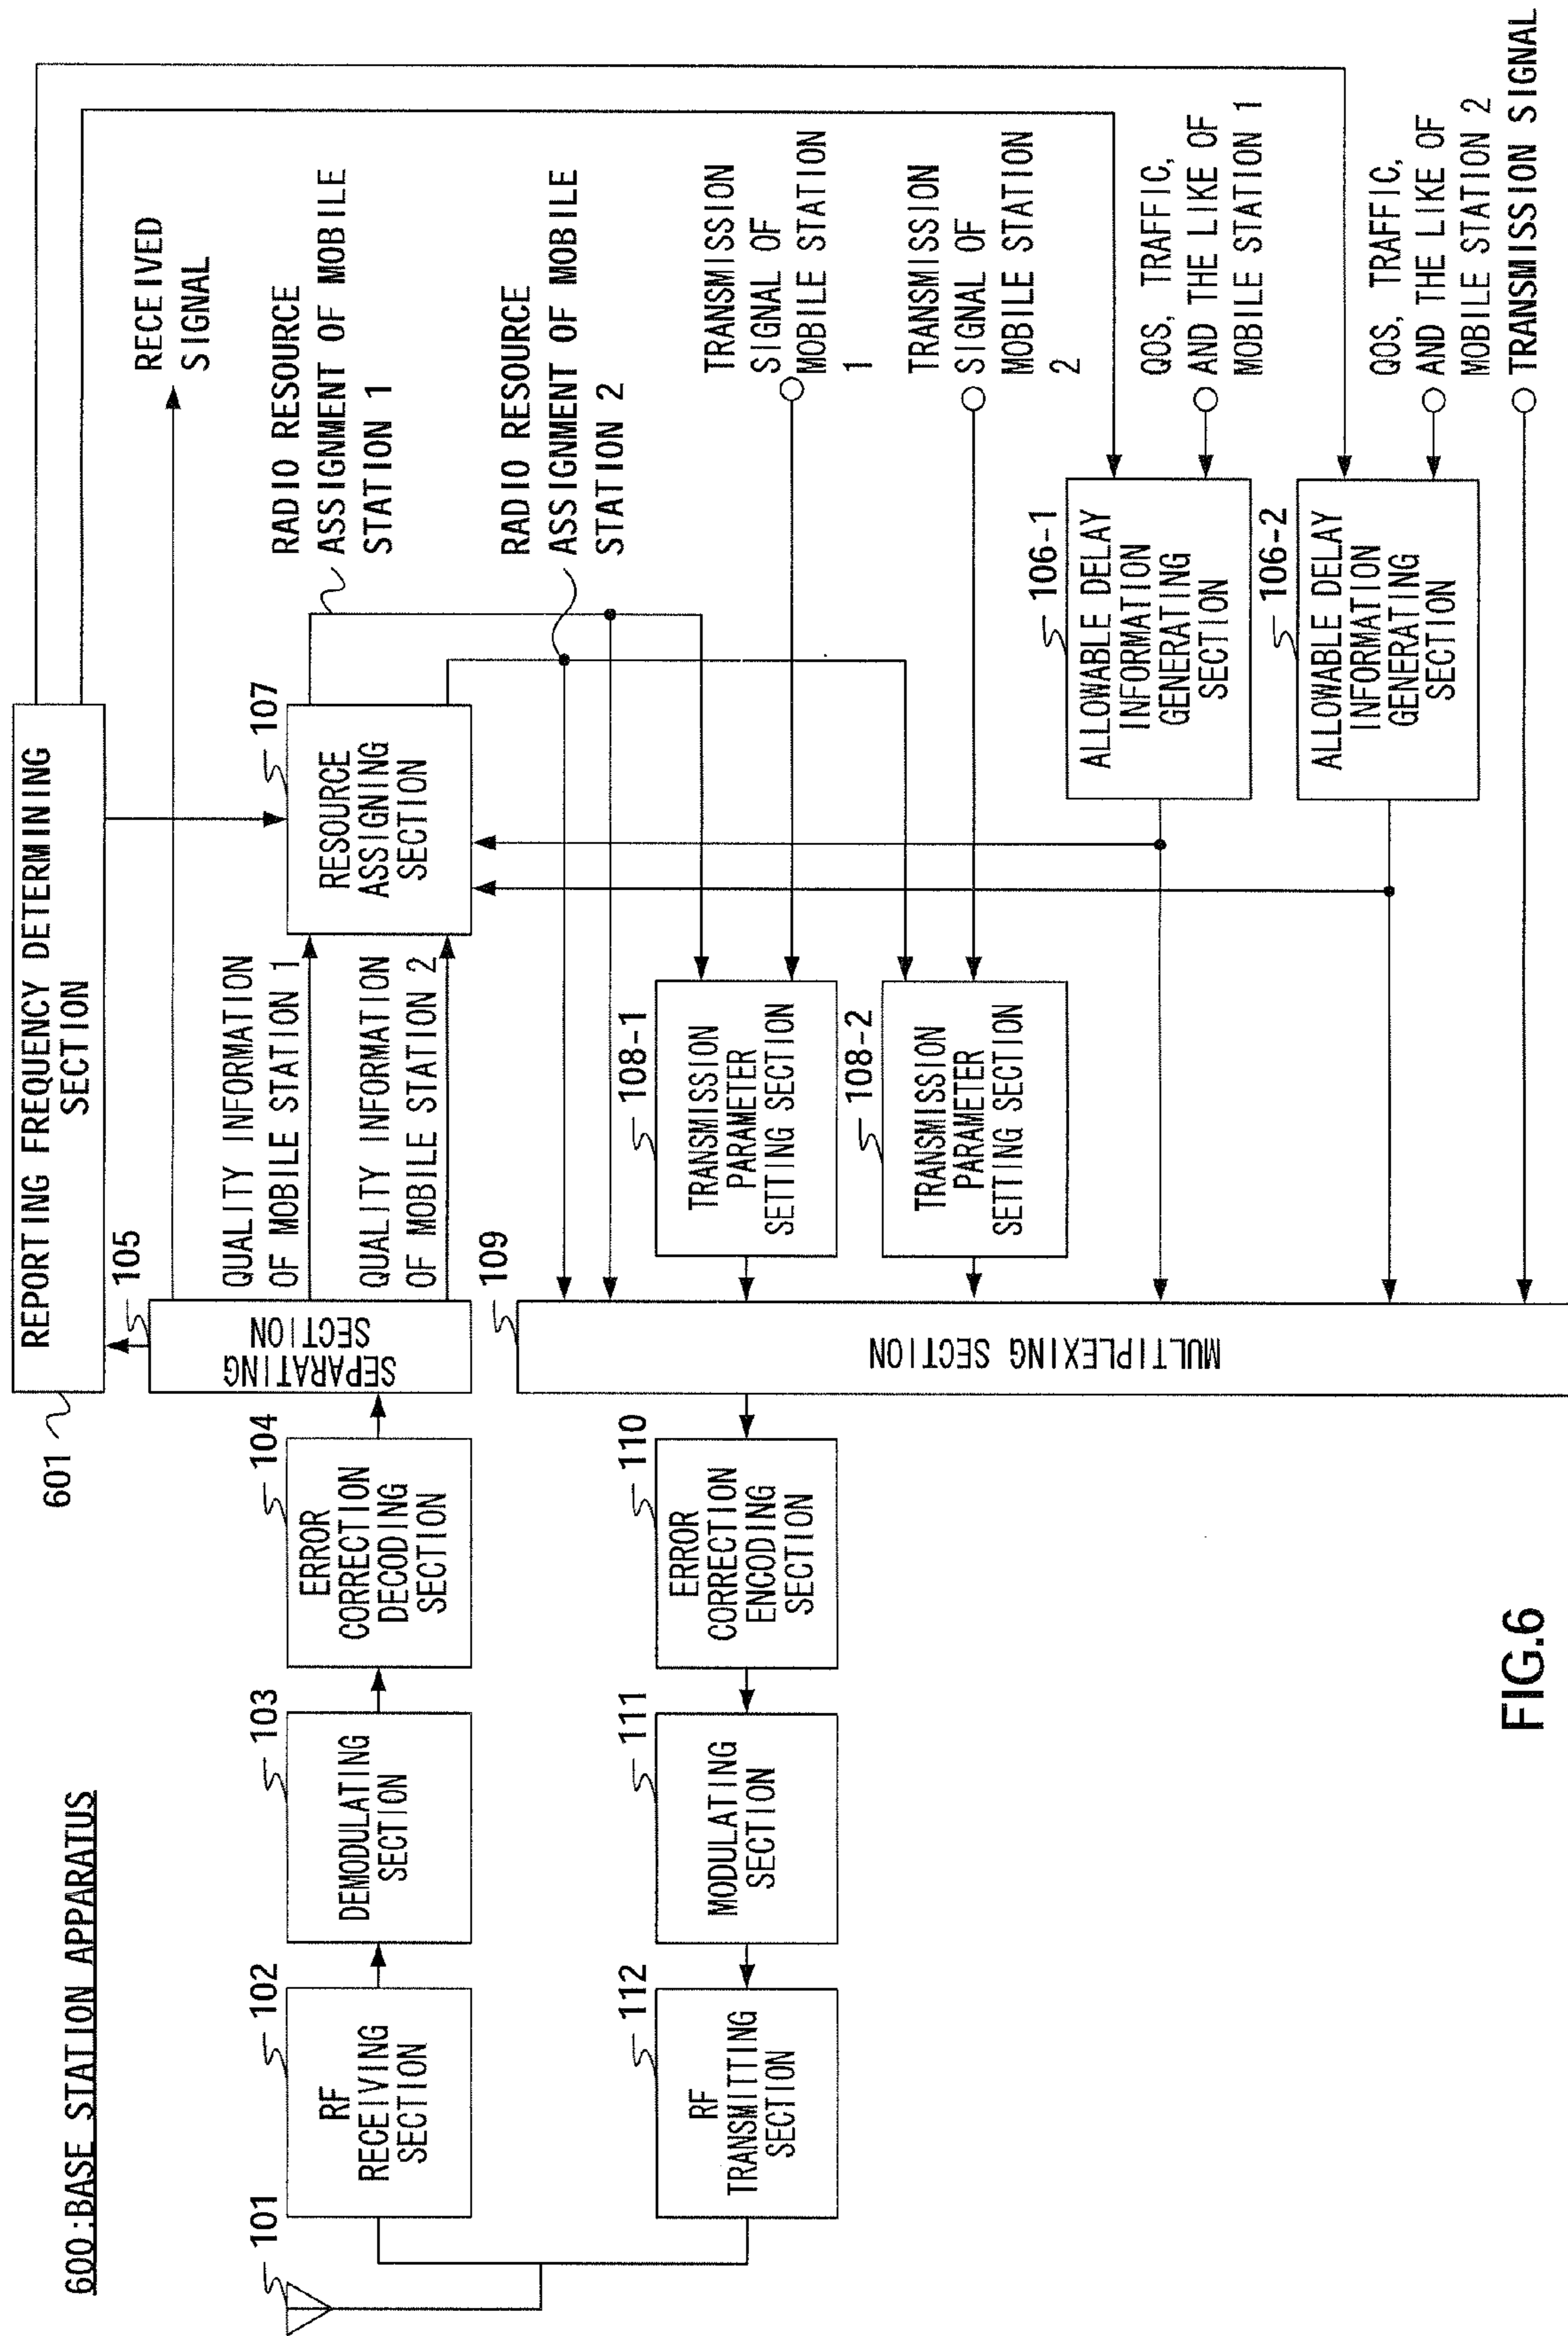 600:BASE STATION APPARATUS
601
REPORTING FREQUENCY DETERMINING
SECTION
101
102
RF
RECEIVING
SECTION
103
DEMODULATING
SECTION
104
ERROR
CORRECTION
DECODING
SECTION
105
SEPARATING
SECTION
RECEIVED
SIGNAL
QUALITY INFORMATION
OF MOBILE STATION 1
QUALITY INFORMATION
OF MOBILE STATION 2
107
RESOURCE
ASSIGNING
SECTION
RADIO RESOURCE
ASSIGNMENT OF MOBILE
STATION 1
RADIO RESOURCE
ASSIGNMENT OF MOBILE
STATION 2
112
RF
TRANSMITTING
SECTION
111
MODULATING
SECTION
110
ERROR
CORRECTION
ENCODING
SECTION
109
MULTIPLEXING SECTION
108-1
TRANSMISSION
PARAMETER
SETTING SECTION
TRANSMISSION
SIGNAL OF
MOBILE STATION
1
108-2
TRANSMISSION
PARAMETER
SETTING SECTION
TRANSMISSION
SIGNAL OF
MOBILE STATION
2
106-1
ALLOWABLE DELAY
INFORMATION
GENERATING
SECTION
QOS, TRAFFIC,
AND THE LIKE OF
MOBILE STATION 1
106-2
ALLOWABLE DELAY
INFORMATION
GENERATING
SECTION
QOS, TRAFFIC,
AND THE LIKE OF
MOBILE STATION 2
TRANSMISSION SIGNAL
FIG.6